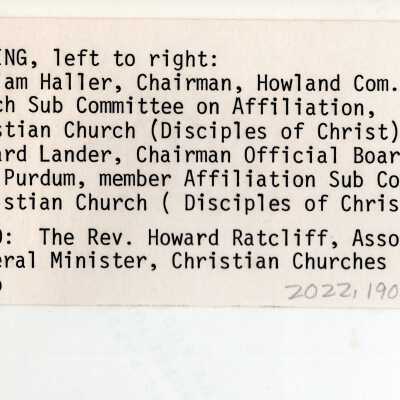 ING, left to right:
iam Haller, Chairman, Howland Com.
ch Sub Committee on Affiliation,
stian Church (Disciples of Christ)
ard Lander, Chairman Official Boar
Purdum, member Affiliation Sub Co
istian Church ( Disciples of Chris
): The Rev. Howard Ratcliff, Asso
eral Minister, Christian Churches
2022,190